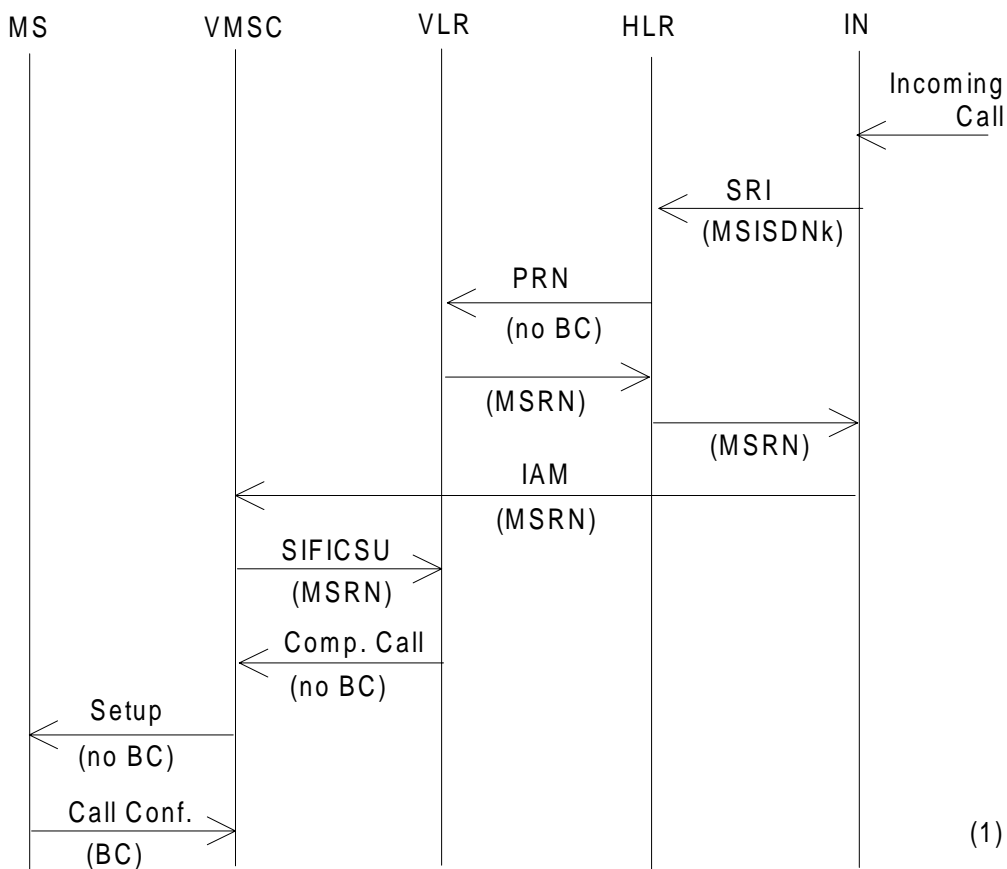 MS VMSC VLR HLR IN
Incoming
Call
SRI
(MSISDNk)
PRN
(no BC)
(MSRN)
(MSRN)
IAM
(MSRN)
SIFICSU
(MSRN)
Comp. Call
(no BC)
Setup
(no BC)
Call Conf.
(BC)
(1)